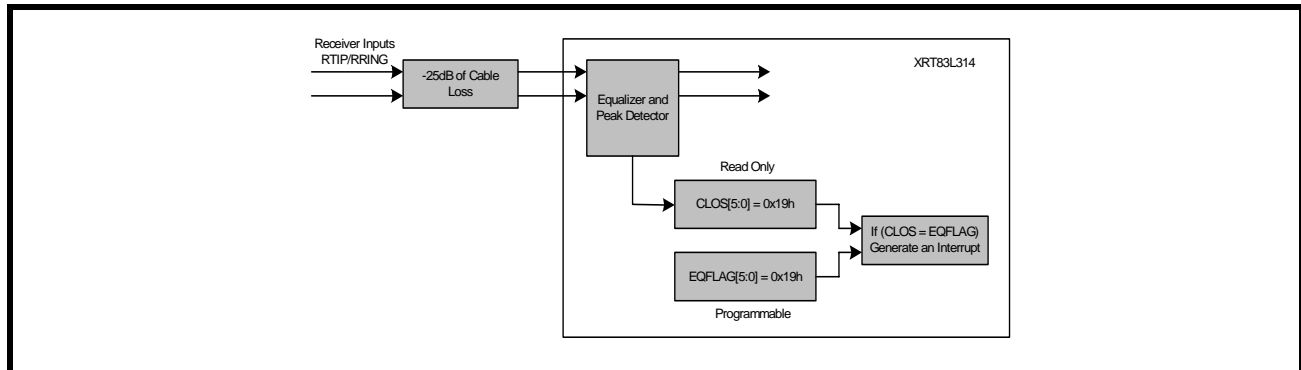 Receiver Inputs
RTIP/RRING
-25dB of Cable
Loss
XRT83L314
Equalizer and
Peak Detector
Read Only
CLOS[5:0] = 0x19h
If (CLOS = EQFLAG)
Generate an Interrupt
EQFLAG[5:0] = 0x19h
Programmable